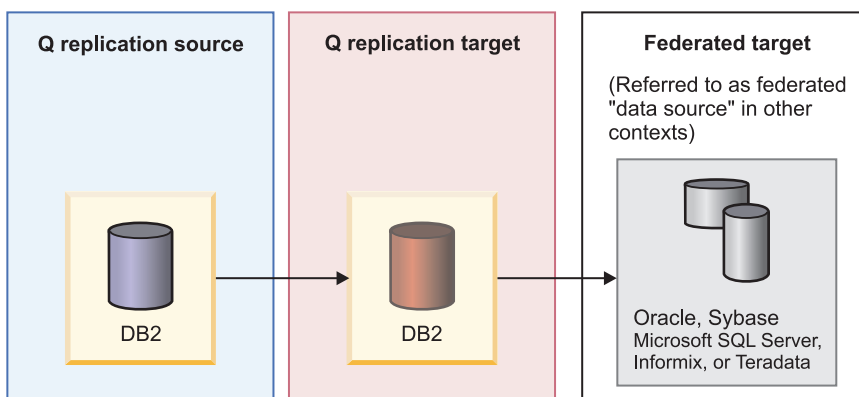 Q replication source
DB2
Q replication target
DB2
Federated target
(Referred to as federated
"data source" in other
contexts)
Oracle, Sybase
Microsoft SQL Server,
Informix, or Teradata